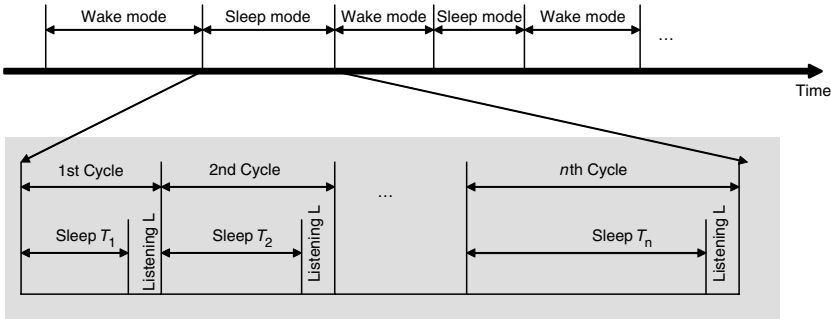 Wake mode
Sleep mode
Wake mode
Sleep mode
Wake mode
...
Time
1st Cycle
2nd Cycle
...
nth Cycle
Sleep T1
Listening L
Sleep T2
Listening L
Sleep Tn
Listening L